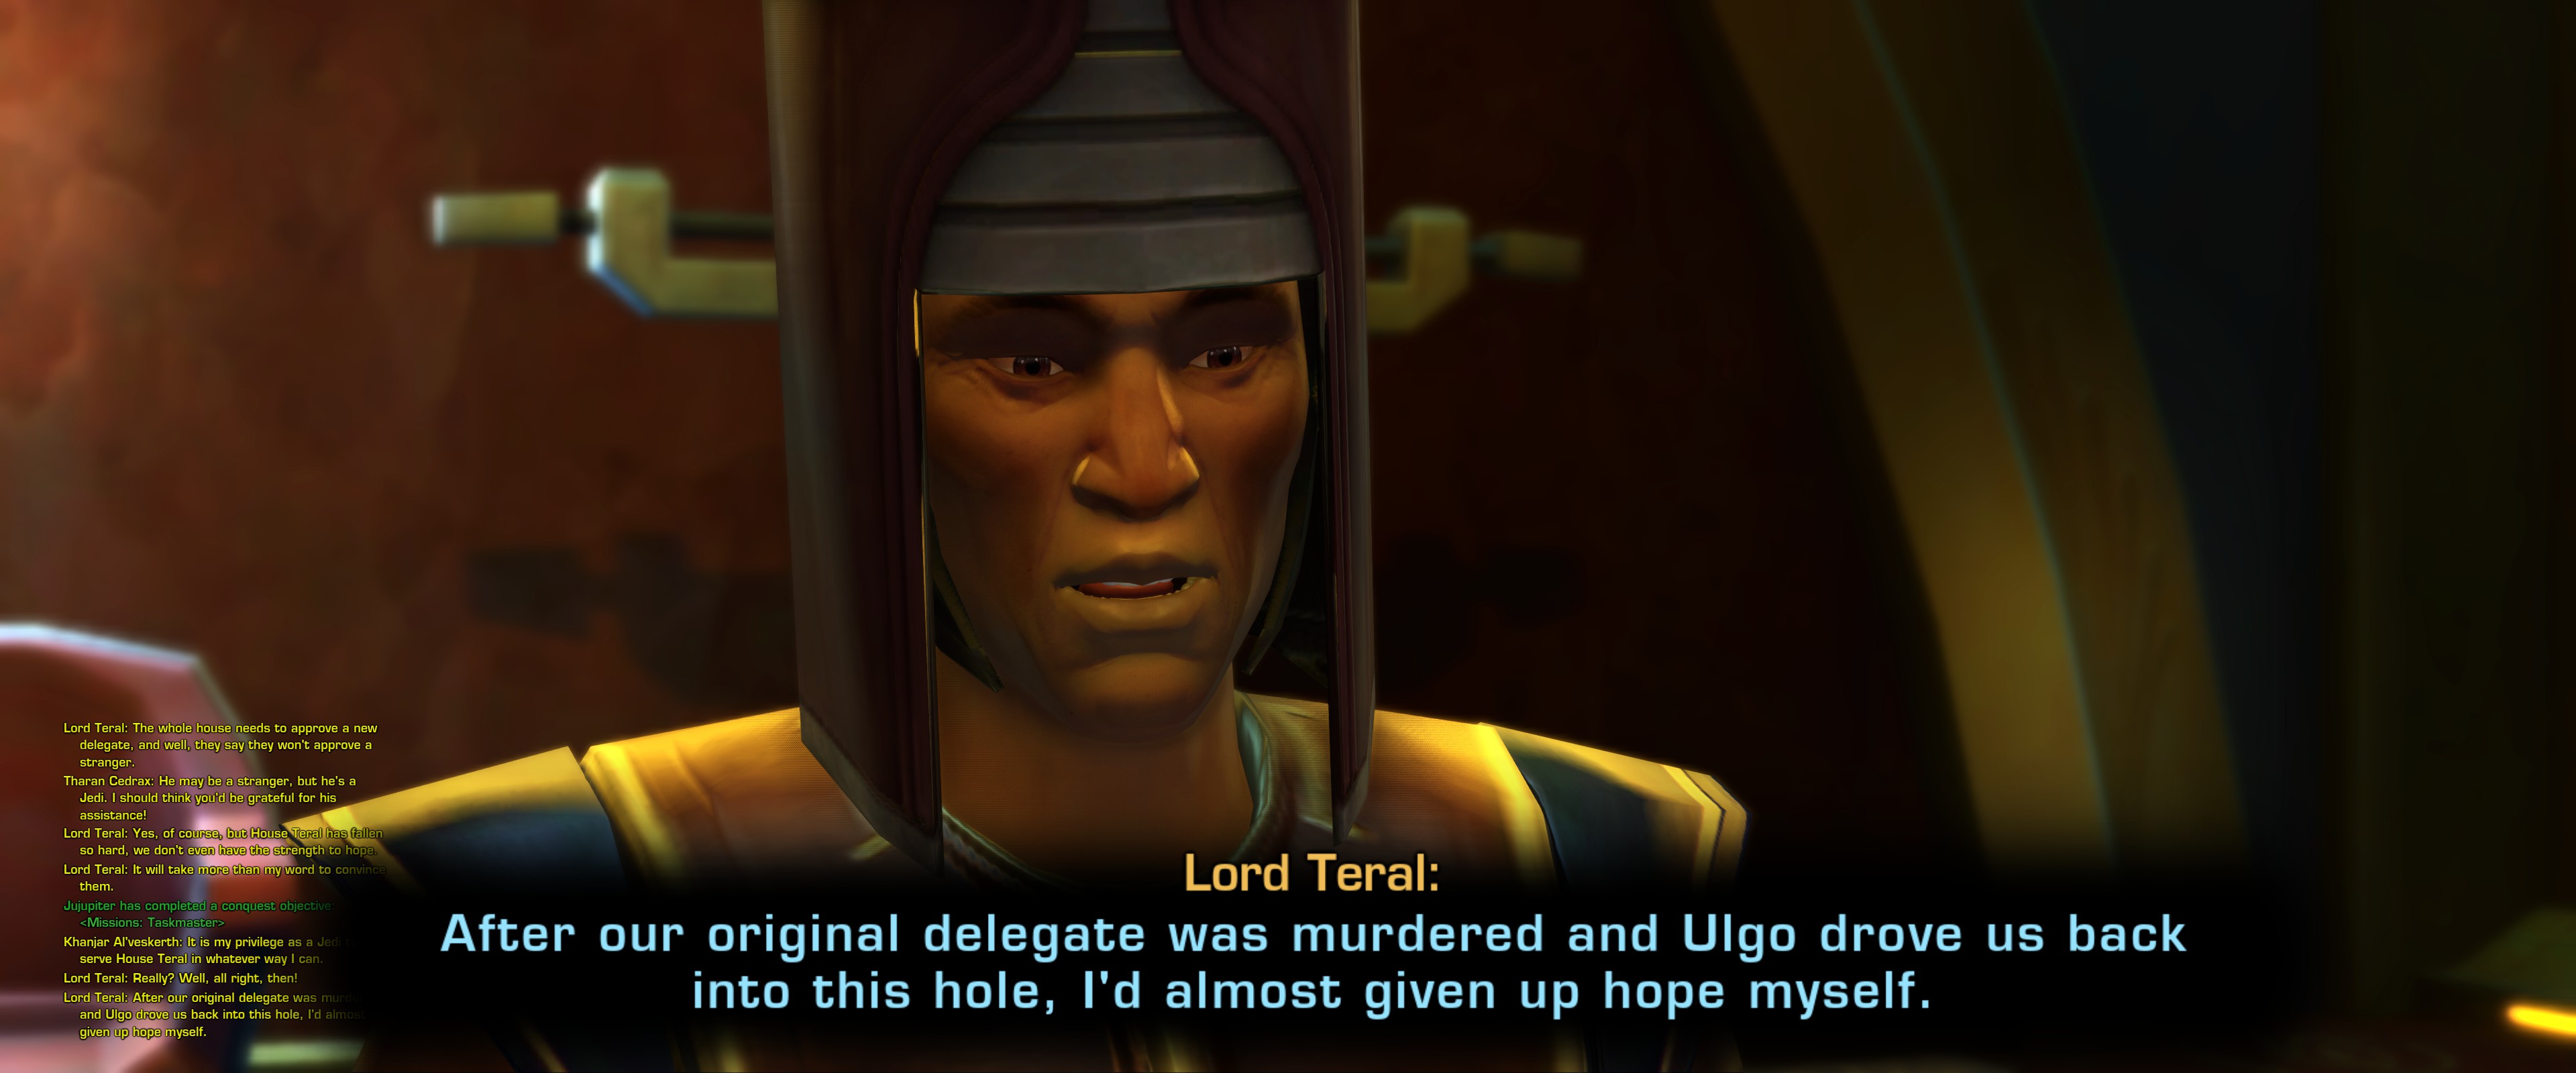 Lord Teral: The whole house needs to approve a new
delegate, and well, they say they won't approve a
stranger.
Tharan Cedrax: He may be a stranger, but he's a
Jedi. I should think you'd be grateful for his
assistance!
Lord Teral: Yes, of course, but House Teral has fallen
so hard, we don't even have the strength to hope.
Lord Teral: It will take more than my word to convince
them.
Jujupiter has completed a conquest objective:
<Missions: Taskmaster>
Khanjar Al'veskerth: It is my privilege as a Jedi
serve House Teral in whatever way I can.
Lord Teral: Really? Well, all right, then!
Lord Teral: After our original delegate was murdered
and Ulgo drove us back into this hole, I'd almost
given up hope myself.
Lord Teral:
After our original delegate was murdered and Ulgo drove us back
into this hole, I'd almost given up hope myself.